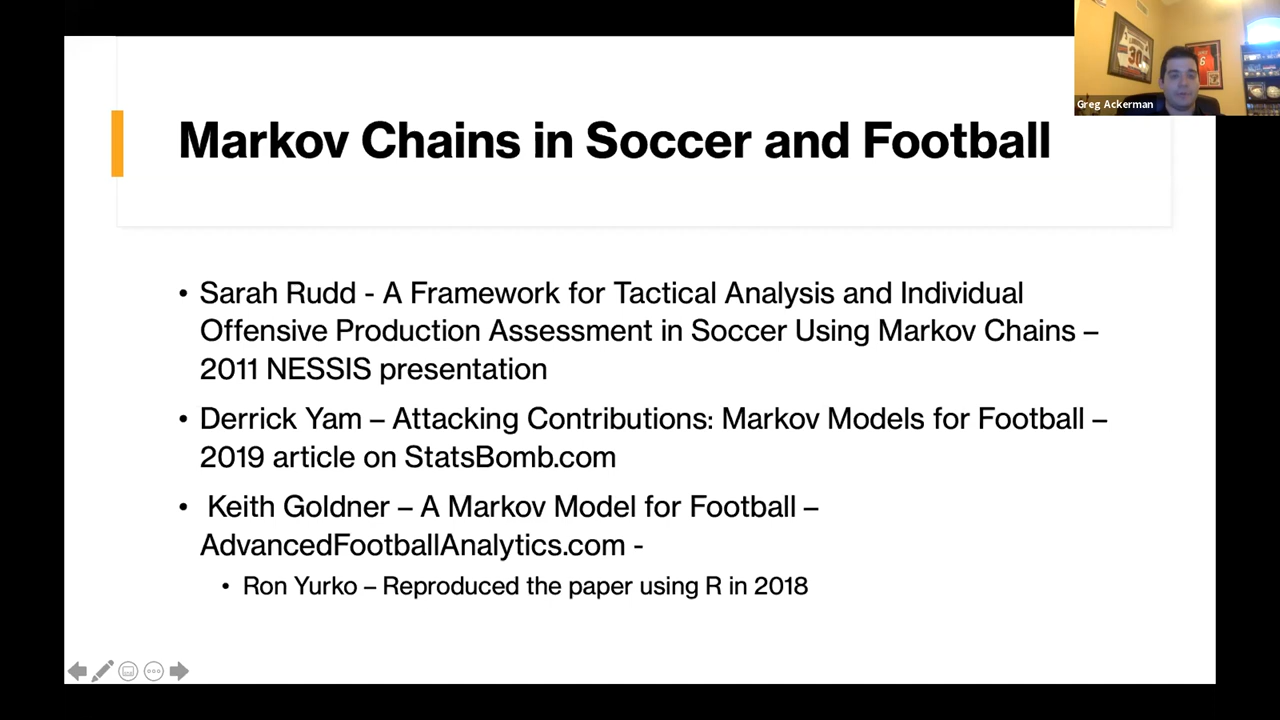 Markov Chains in Soccer and Football
Greg Ackerman
30
6
• Sarah Rudd - A Framework for Tactical Analysis and Individual
Offensive Production Assessment in Soccer Using Markov Chains –
2011 NESSIS presentation
• Derrick Yam – Attacking Contributions: Markov Models for Football –
2019 article on StatsBomb.com
• Keith Goldner – A Markov Model for Football –
AdvancedFootballAnalytics.com -
• Ron Yurko – Reproduced the paper using R in 2018